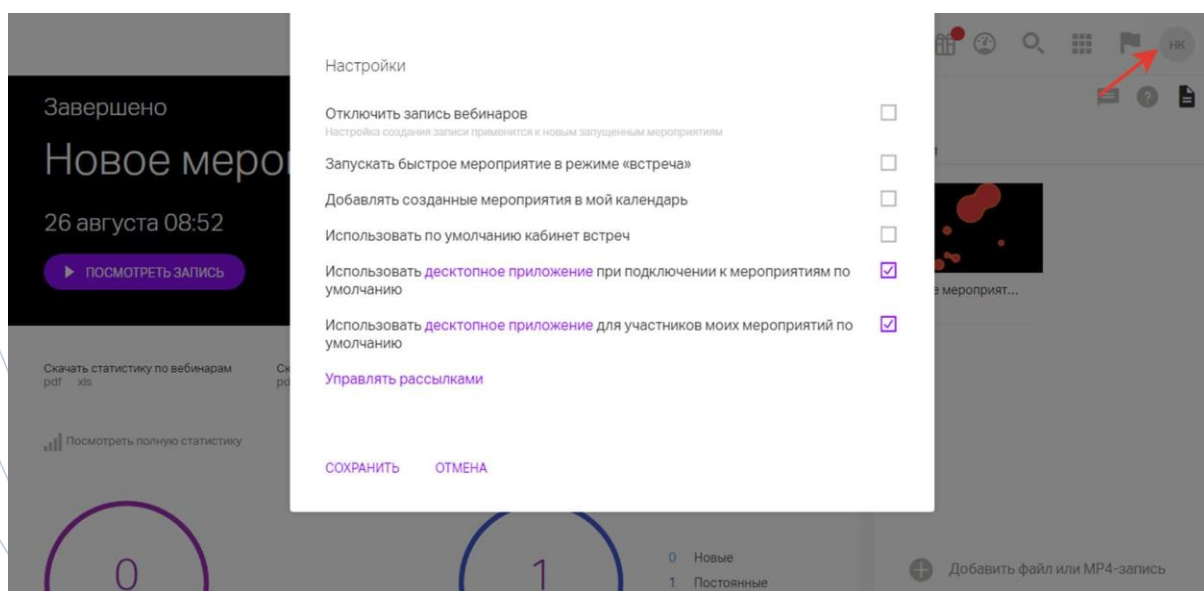 НК
Завершено
Новое меро
26 августа 08:52
ПОСМОТРЕТЬ ЗАПИСЬ
Скачать статистику по вебинарам
pdf xls
Посмотреть полную статистику
0
Настройки
Отключить запись вебинаров
Настройка создания записи применится к новым запущенным мероприятиям
Запускать быстрое мероприятие в режиме «встреча»
Добавлять созданные мероприятия в мой календарь
Использовать по умолчанию кабинет встреч
Использовать десктопное приложение при подключении к мероприятиям по
умолчанию
Использовать десктопное приложение для участников моих мероприятий по
умолчанию
Управлять рассылками
СОХРАНИТЬ ОТМЕНА
1
0 Новые
1 Постоянные
е мероприят...
Добавить файл или MP4-запись